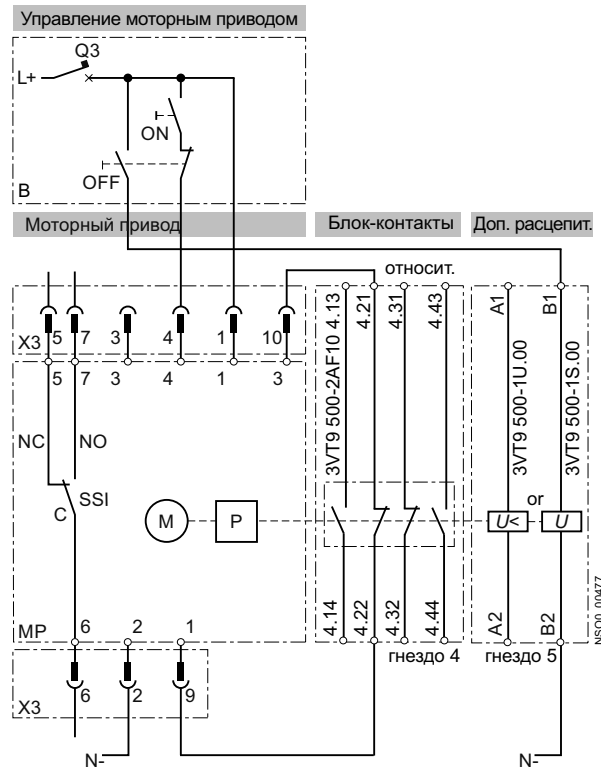 Управление моторным приводом
Q3
L+
ON
OFF
B
Моторный привод
Блок-контакты
Доп. расцепит.
относит.
X3 5 7 3 4 1 10
5 7 3 4 1 3
3VT9 500-2AF10 4.13
4.21
4.31
4.43
A1
B1
3VT9 500-1U.00
3VT9 500-1S.00
NC
NO
SSI
C
M
P
or
U<
U
4.14
4.22
4.32
4.44
A2
B2
MP 6 2 1
гнездо 4
гнездо 5
NSO0_00477
X3 6 2 9
N-
N-